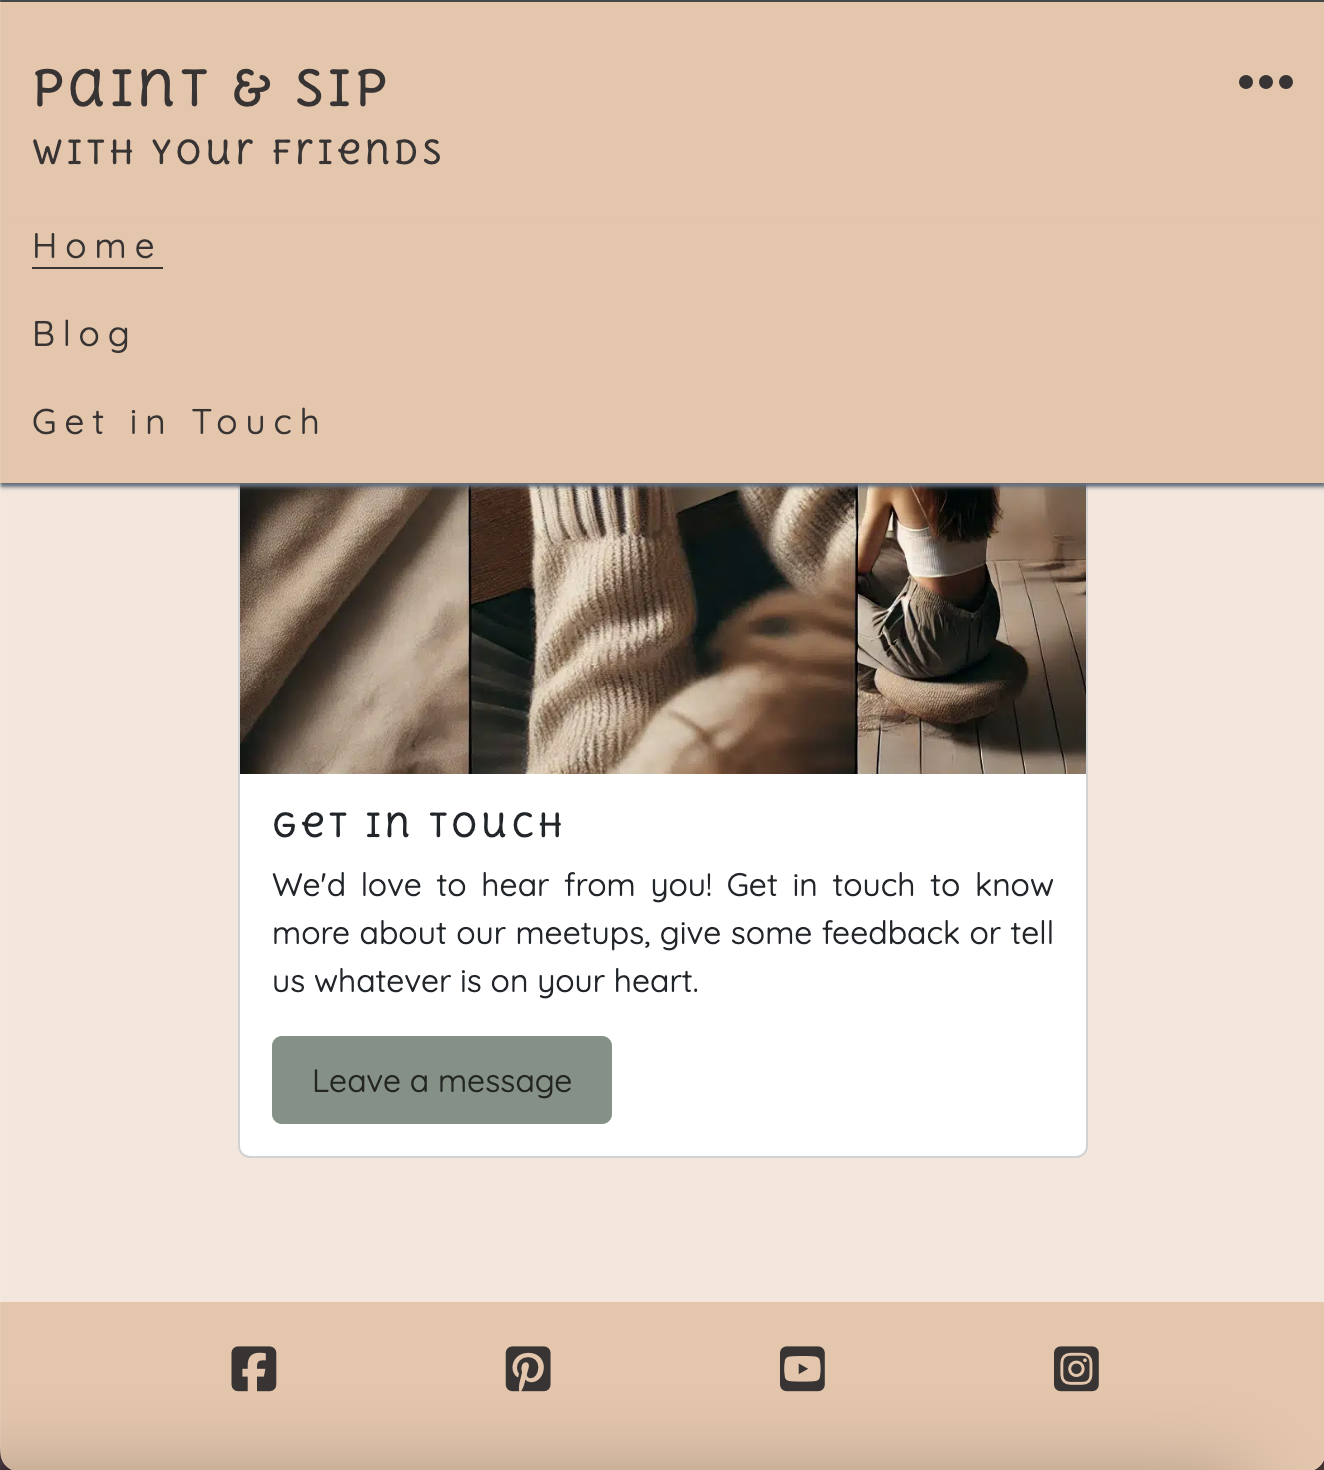 Paint & Sip
with your friends
Home
Blog
Get in Touch
Get in Touch
We'd love to hear from you! Get in touch to know
more about our meetups, give some feedback or tell
us whatever is on your heart.
Leave a message